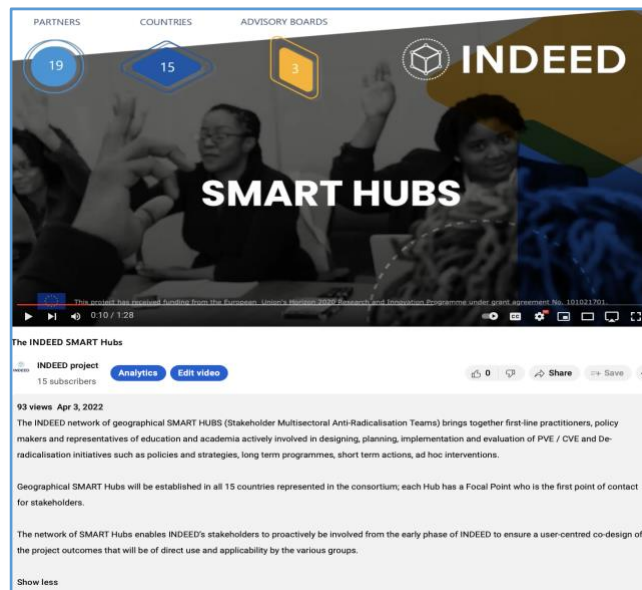 PARTNERS COUNTRIES ADVISORY BOARDS
19 15 3
INDEED
SMART HUBS
This project has received funding from the European Union's Horizon 2020 Research and Innovation Programme under grant agreement No. 101021701.
0:10 / 1:28
The INDEED SMART Hubs
INDEED project
15 subscribers
Analytics Edit video
0 Share Save
93 views Apr 3, 2022
The INDEED network of geographical SMART HUBS (Stakeholder Multisectoral Anti-Radicalisation Teams) brings together first-line practitioners, policy
makers and representatives of education and academia actively involved in designing, planning, implementation and evaluation of PVE / CVE and De-
radicalisation initiatives such as policies and strategies, long term programmes, short term actions, ad hoc interventions.
Geographical SMART Hubs will be established in all 15 countries represented in the consortium; each Hub has a Focal Point who is the first point of contact
for stakeholders.
The network of SMART Hubs enables INDEED's stakeholders to proactively be involved from the early phase of INDEED to ensure a user-centred co-design of
the project outcomes that will be of direct use and applicability by the various groups.
Show less